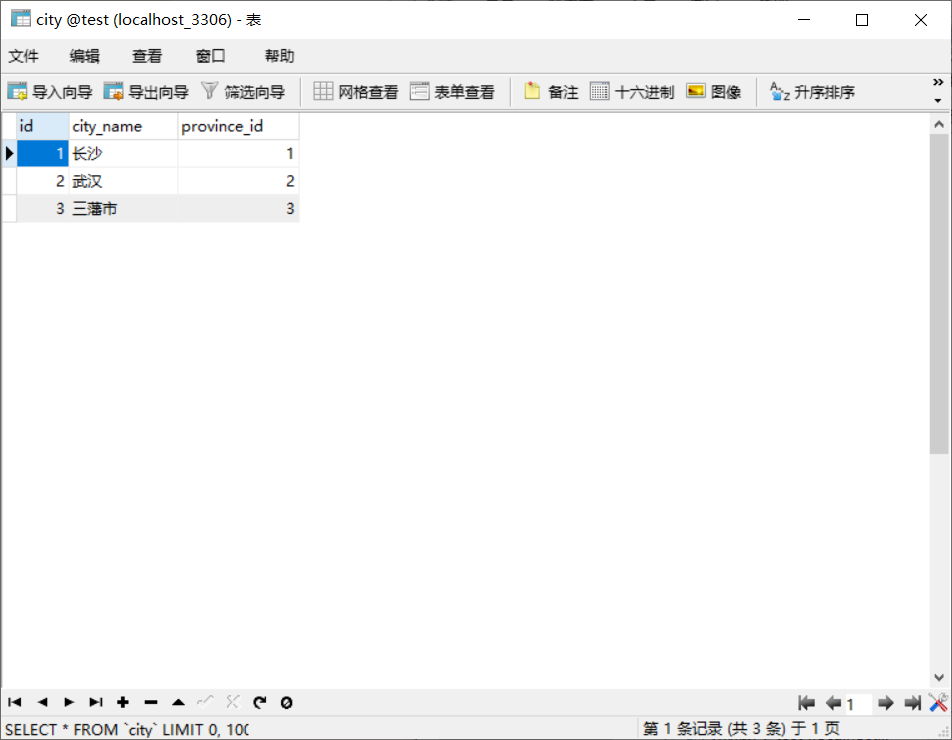 city @test (localhost_3306) - 表
文件 编辑 查看 窗口 帮助
导入向导 导出向导 筛选向导 网格查看 表单查看 备注 十六进制 图像 升序排序
id city_name province_id
1 长沙 1
2 武汉 2
3 三藩市 3
1
SELECT * FROM `city` LIMIT 0, 100 第 1 条记录 (共 3 条) 于 1 页